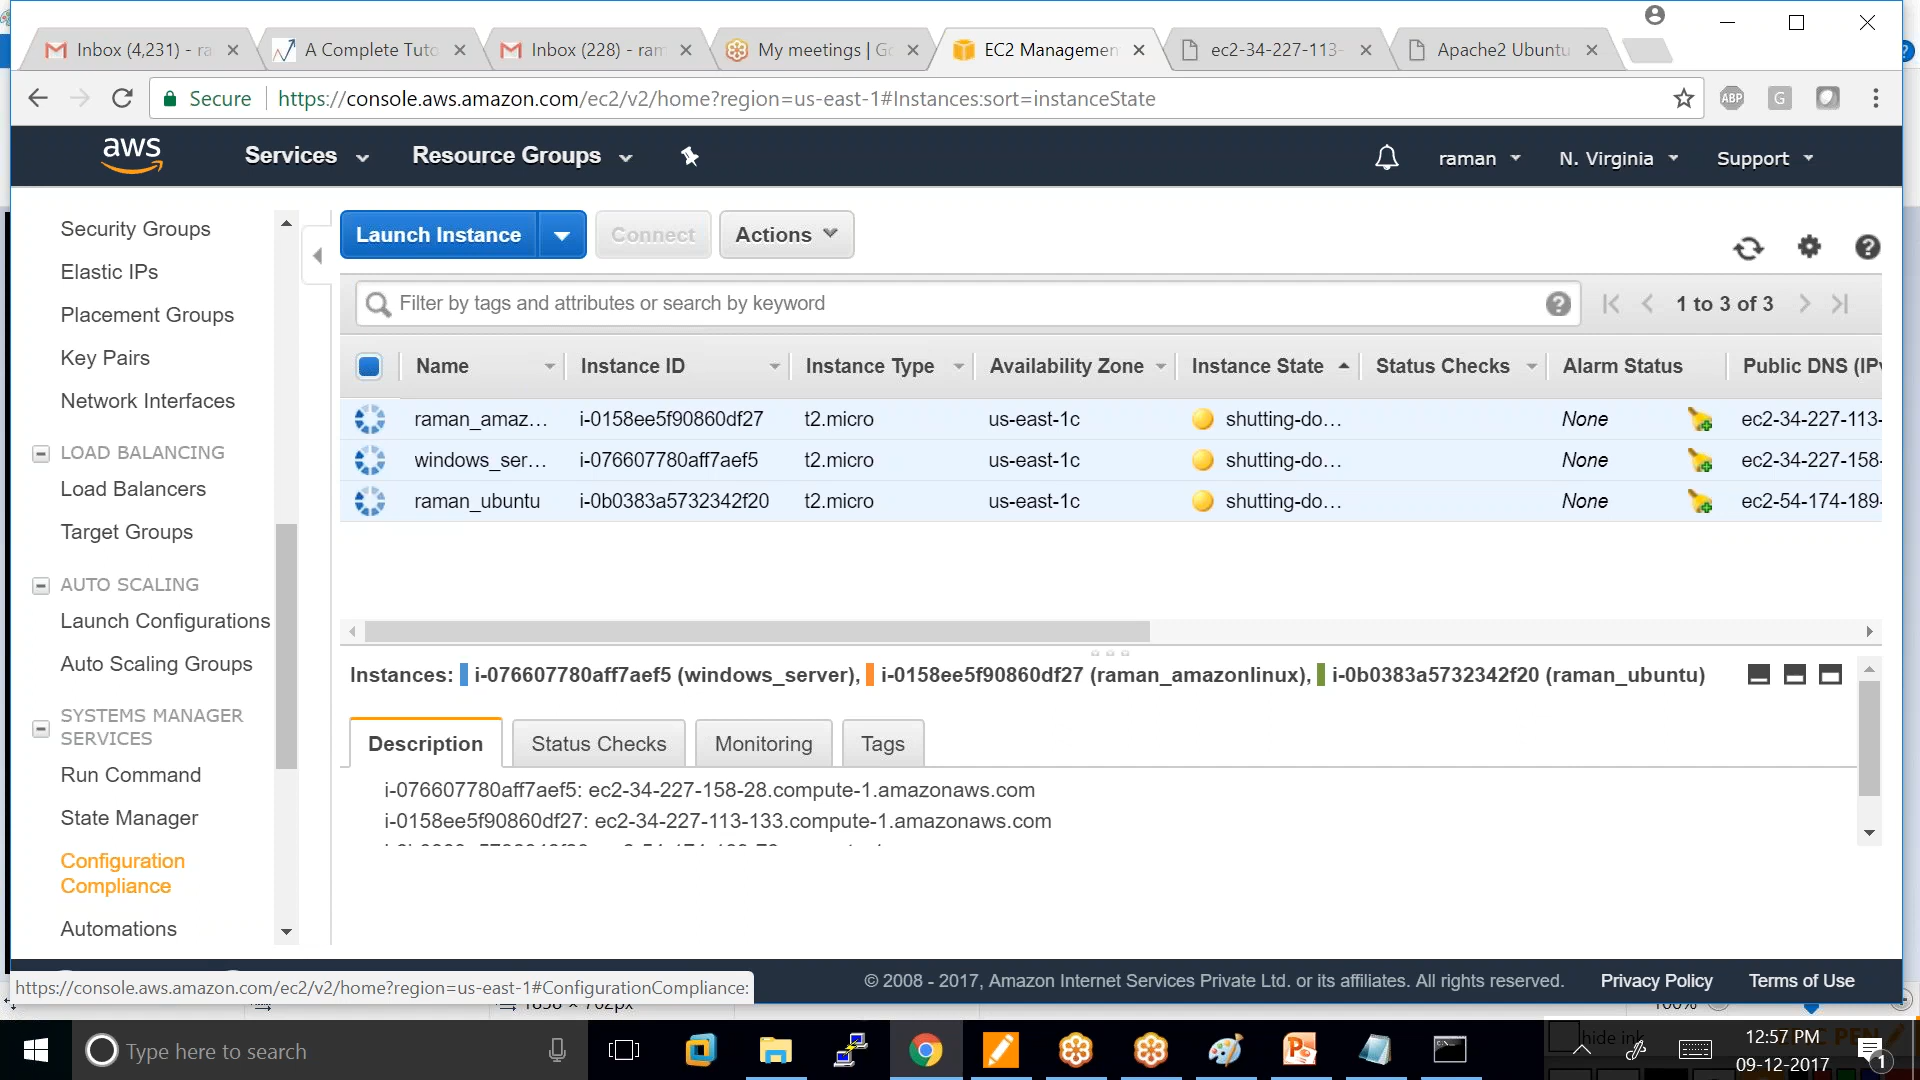 Inbox (4,231) - ra
A Complete Tuto
Inbox (228) - ram
My meetings | Go
EC2 Managemen
ec2-34-227-113-
Apache2 Ubuntu
Secure
https://console.aws.amazon.com/ec2/v2/home?region=us-east-1#Instances:sort=instanceState
ABP
G
aws
Services
Resource Groups
raman
N. Virginia
Support
Security Groups
Elastic IPs
Placement Groups
Key Pairs
Network Interfaces
LOAD BALANCING
Load Balancers
Target Groups
AUTO SCALING
Launch Configurations
Auto Scaling Groups
SYSTEMS MANAGER
SERVICES
Run Command
State Manager
Configuration
Compliance
Automations
Launch Instance
Connect
Actions
Filter by tags and attributes or search by keyword
1 to 3 of 3
Name Instance ID Instance Type Availability Zone Instance State Status Checks Alarm Status Public DNS (IPv
raman_amaz... i-0158ee5f90860df27 t2.micro us-east-1c shutting-do... None ec2-34-227-113-
windows_ser... i-076607780aff7aef5 t2.micro us-east-1c shutting-do... None ec2-34-227-158-
raman_ubuntu i-0b0383a5732342f20 t2.micro us-east-1c shutting-do... None ec2-54-174-189-
Instances: i-076607780aff7aef5 (windows_server), i-0158ee5f90860df27 (raman_amazonlinux), i-0b0383a5732342f20 (raman_ubuntu)
Description
Status Checks
Monitoring
Tags
i-076607780aff7aef5: ec2-34-227-158-28.compute-1.amazonaws.com
i-0158ee5f90860df27: ec2-34-227-113-133.compute-1.amazonaws.com
© 2008 - 2017, Amazon Internet Services Private Ltd. or its affiliates. All rights reserved.
Privacy Policy
Terms of Use
https://console.aws.amazon.com/ec2/v2/home?region=us-east-1#ConfigurationCompliance:
100%
Type here to search
hide ink
12:57 PM
09-12-2017
1